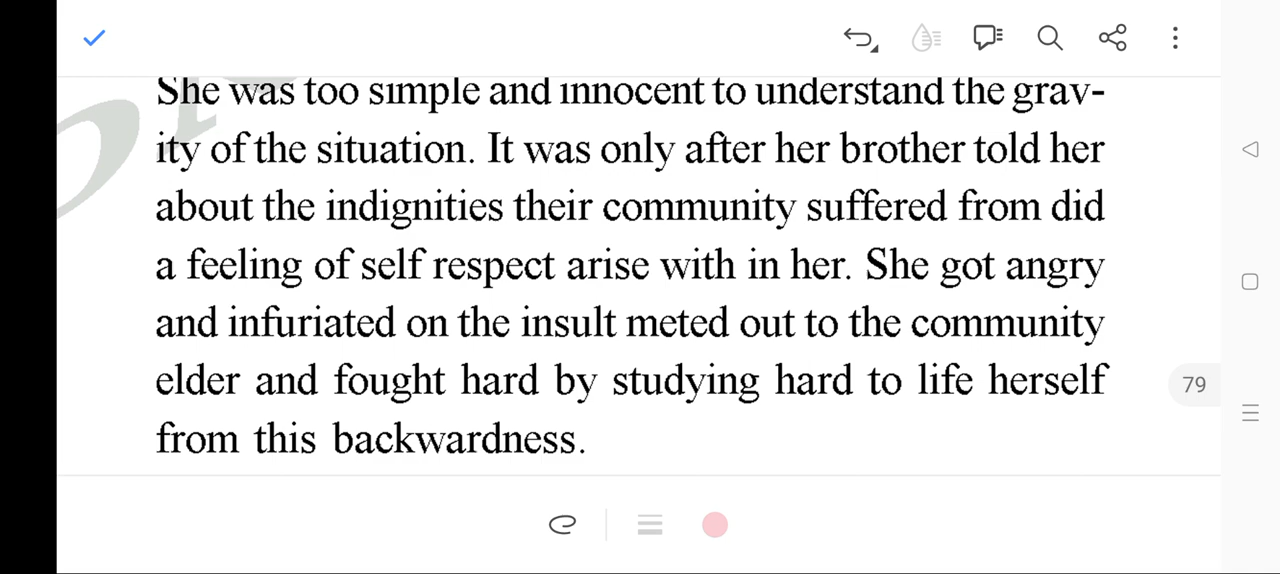 She was too simple and innocent to understand the grav-
ity of the situation. It was only after her brother told her
about the indignities their community suffered from did
a feeling of self respect arise with in her. She got angry
and infuriated on the insult meted out to the community
elder and fought hard by studying hard to life herself
from this backwardness.
79